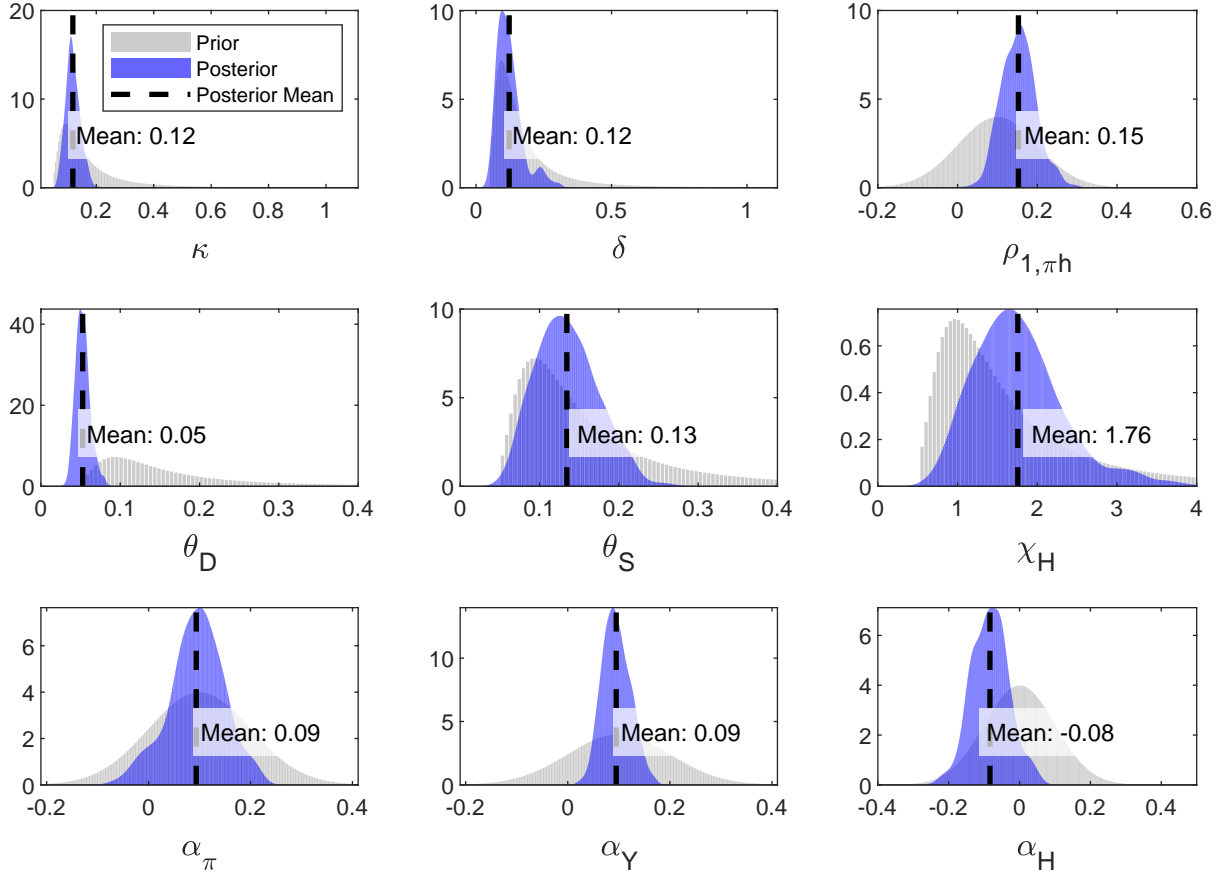 20
10
0
0.2 0.4 0.6 0.8 1
κ
Prior
Posterior
Posterior Mean
Mean: 0.12
10
5
0
0 0.5 1
δ
Mean: 0.12
10
5
0
-0.2 0 0.2 0.4 0.6
ρ1,πh
Mean: 0.15
40
20
0
0 0.1 0.2 0.3 0.4
θD
Mean: 0.05
10
5
0
0 0.1 0.2 0.3 0.4
θS
Mean: 0.13
0.6
0.4
0.2
0
0 1 2 3 4
χH
Mean: 1.76
6
4
2
0
-0.2 0 0.2 0.4
απ
Mean: 0.09
10
5
0
-0.2 0 0.2 0.4
αY
Mean: 0.09
6
4
2
0
-0.4 -0.2 0 0.2 0.4
αH
Mean: -0.08